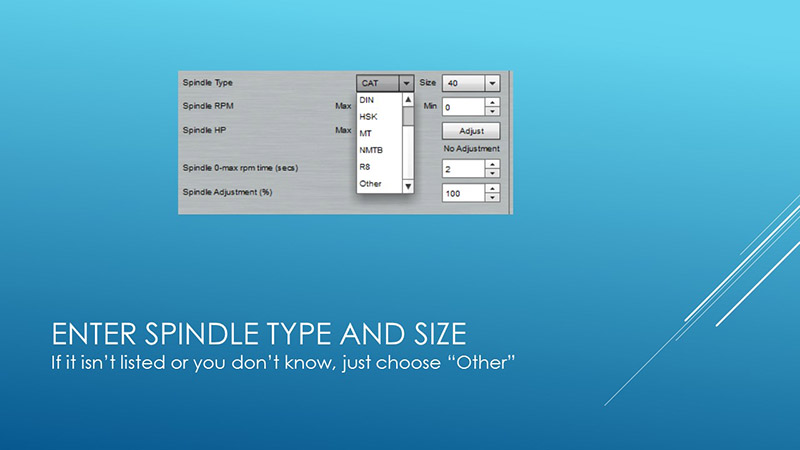 Spindle Type CAT Size 40
DIN
Spindle RPM Max Min 0
HSK
Spindle HP Max MT Adjust
NMTB No Adjustment
Spindle 0-max rpm time (secs) R8 2
Spindle Adjustment (%) Other 100
ENTER SPINDLE TYPE AND SIZE
If it isn’t listed or you don’t know, just choose “Other”